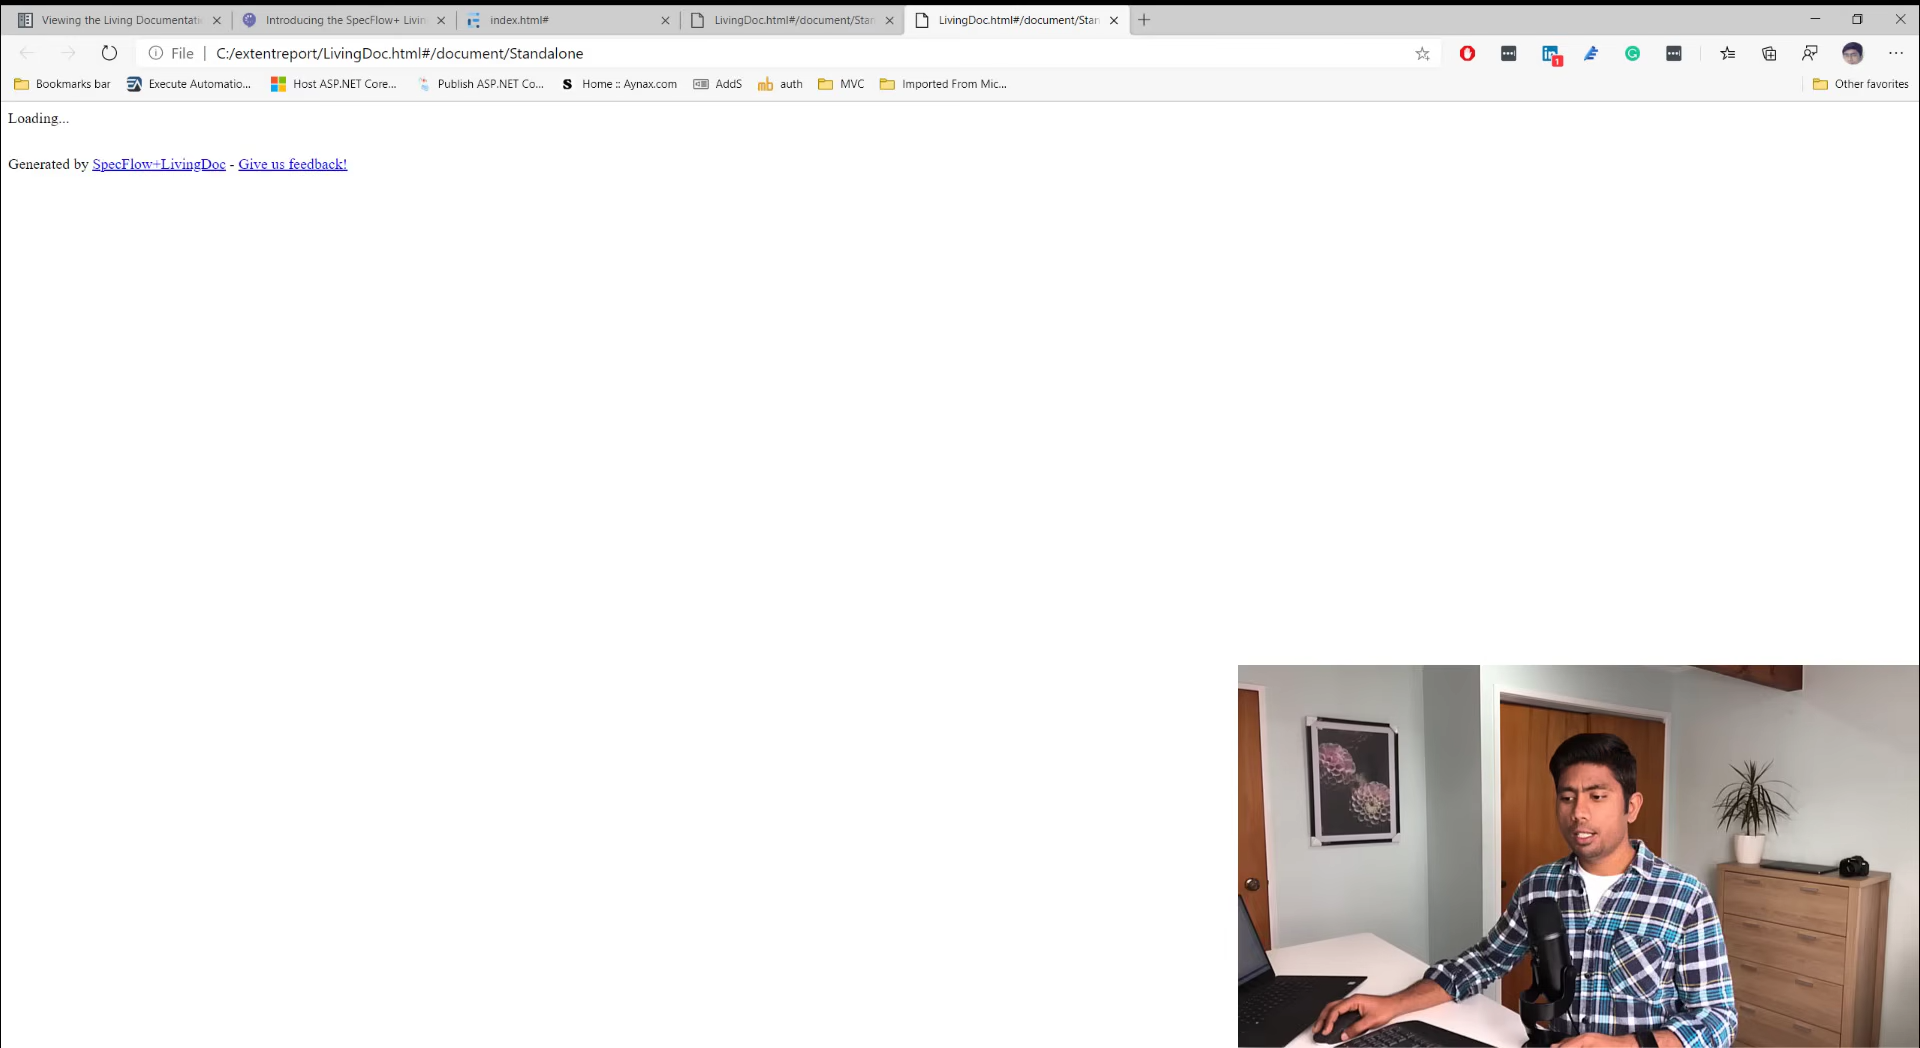 Viewing the Living Documentati
Introducing the SpecFlow+ Livin
index.html#
LivingDoc.html#/document/Stan
LivingDoc.html#/document/Stan
File | C:/extentreport/LivingDoc.html#/document/Standalone
1
Bookmarks bar
Execute Automatio...
Host ASP.NET Core...
Publish ASP.NET Co...
S Home :: Aynax.com
AddS
mb auth
MVC
Imported From Mic...
Other favorites
Loading...
Generated by SpecFlow+LivingDoc - Give us feedback!